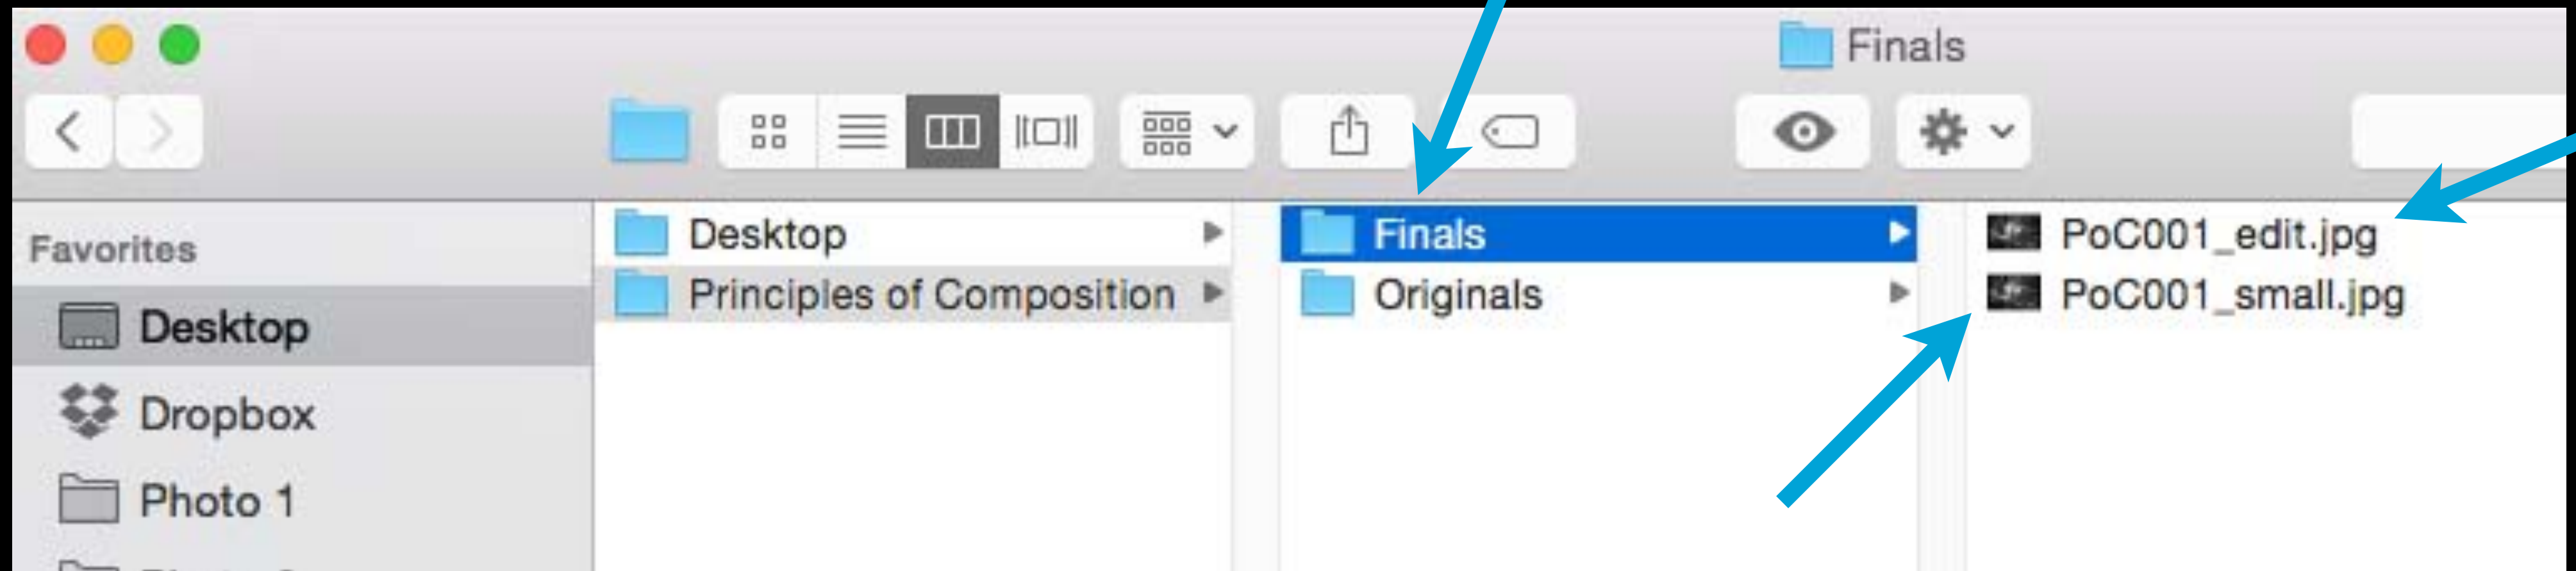 Finals
Favorites
Desktop
Dropbox
Photo 1
Desktop
Principles of Composition
Finals
Originals
PoC001_edit.jpg
PoC001_small.jpg